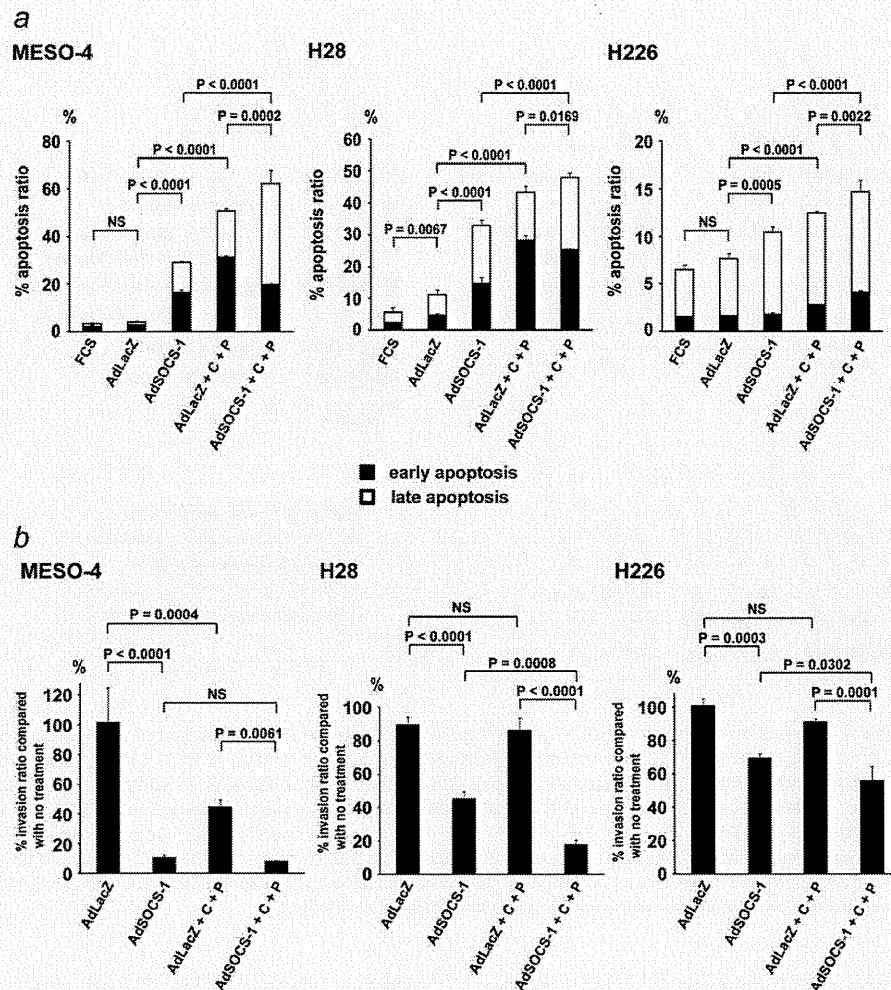 a
MESO-4
%
% apoptosis ratio
80
60
40
20
0
NS
P < 0.0001
P < 0.0001
P = 0.0002
P < 0.0001
FCS
AdLacZ
AdSOCS-1
AdLacZ + C + P
AdSOCS-1 + C + P
H28
%
% apoptosis ratio
60
50
40
30
20
10
0
P = 0.0067
P < 0.0001
P < 0.0001
P = 0.0169
P < 0.0001
FCS
AdLacZ
AdSOCS-1
AdLacZ + C + P
AdSOCS-1 + C + P
H226
%
% apoptosis ratio
20
15
10
5
0
NS
P = 0.0005
P < 0.0001
P = 0.0022
P < 0.0001
FCS
AdLacZ
AdSOCS-1
AdLacZ + C + P
AdSOCS-1 + C + P
early apoptosis
late apoptosis
b
MESO-4
P = 0.0004
P < 0.0001
NS
P = 0.0061
%
% invasion ratio compared
with no treatment
120
100
80
60
40
20
0
AdLacZ
AdSOCS-1
AdLacZ + C + P
AdSOCS-1 + C + P
H28
NS
P < 0.0001
P = 0.0008
P < 0.0001
%
% invasion ratio compared
with no treatment
100
80
60
40
20
0
AdLacZ
AdSOCS-1
AdLacZ + C + P
AdSOCS-1 + C + P
H226
NS
P = 0.0003
P = 0.0302
P = 0.0001
%
% invasion ratio compared
with no treatment
100
80
60
40
20
0
AdLacZ
AdSOCS-1
AdLacZ + C + P
AdSOCS-1 + C + P